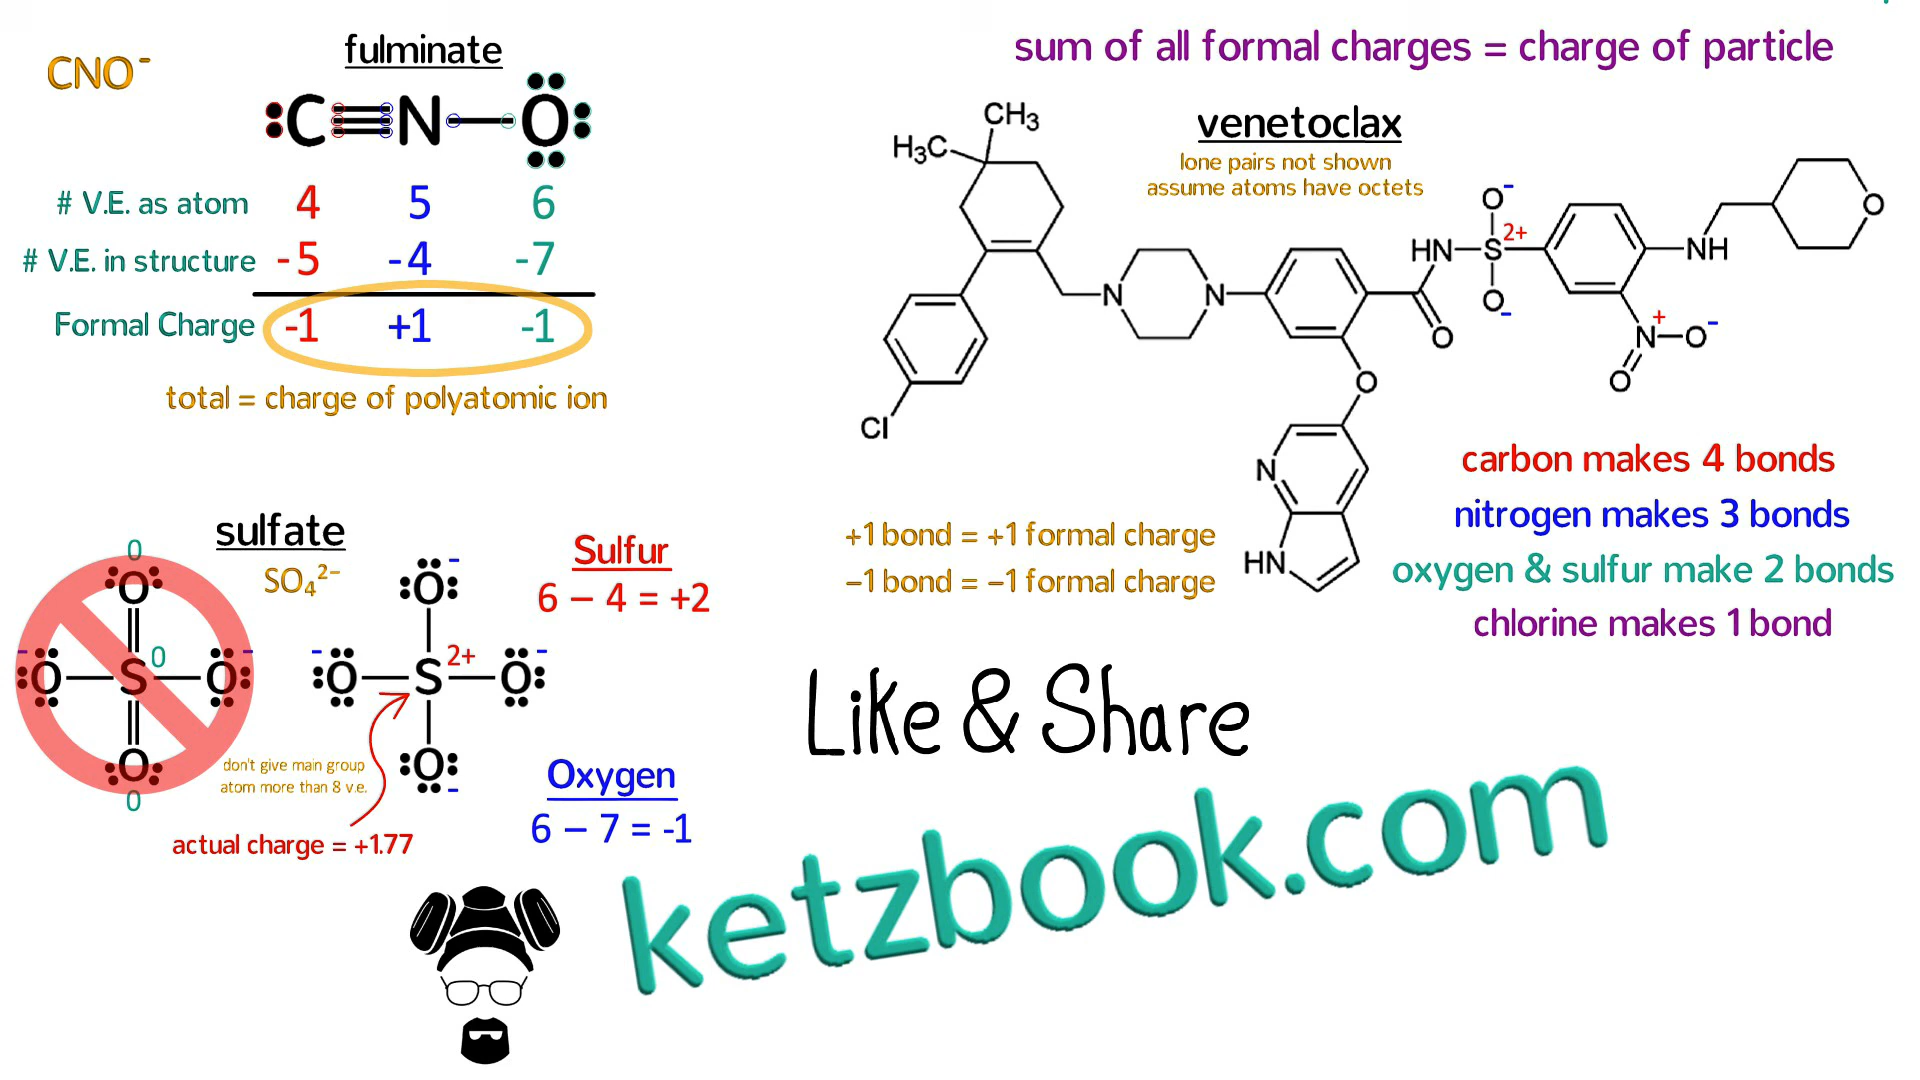 CNO⁻
fulminate
:C≡N—O:
# V.E. as atom 4 5 6
# V.E. in structure -5 -4 -7
Formal Charge -1 +1 -1
total = charge of polyatomic ion
sum of all formal charges = charge of particle
venetoclax
lone pairs not shown
assume atoms have octets
CH₃
H₃C
O⁻
O
HN
S 2+
NH
N
N
O⁻
N⁺
O⁻
O
O
O
Cl
N
HN
+1 bond = +1 formal charge
−1 bond = −1 formal charge
carbon makes 4 bonds
nitrogen makes 3 bonds
oxygen & sulfur make 2 bonds
chlorine makes 1 bond
sulfate
SO₄²⁻
0
O
- O S 0 O -
O
0
O -
- O S 2+ O -
O -
don't give main group
atom more than 8 v.e.
actual charge = +1.77
Sulfur
6 − 4 = +2
Oxygen
6 − 7 = -1
Like & Share
ketzbook.com